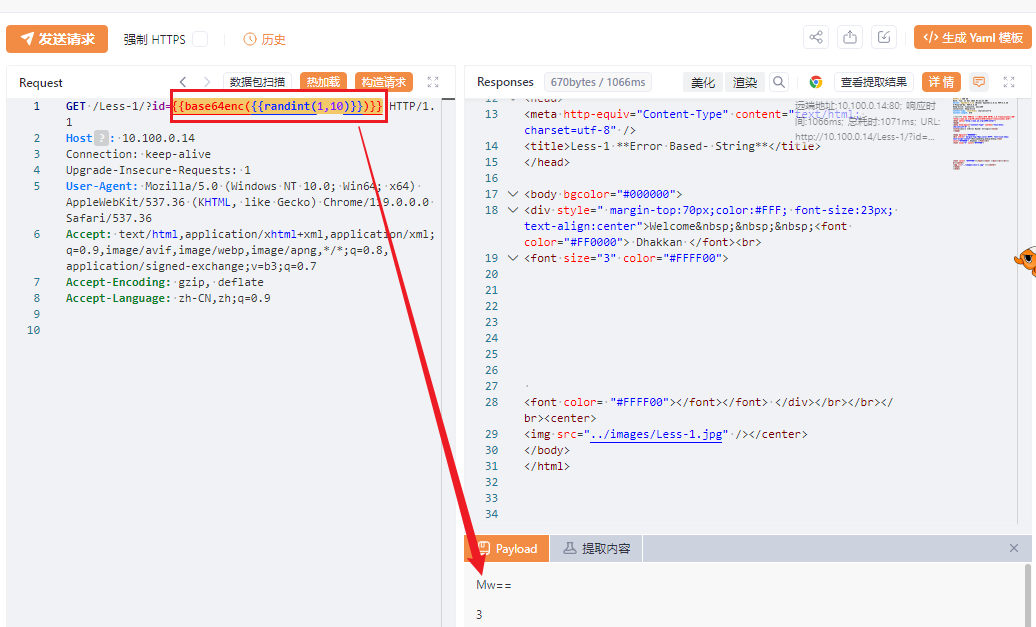 发送请求 强制 HTTPS 历史 </> 生成 Yaml 模板
Request 数据包扫描 热加载 构造请求
1 GET /Less-1/?id={{base64enc({{randint(1,10)}})}} HTTP/1.
1
2 Host ? : 10.100.0.14
3 Connection: keep-alive
4 Upgrade-Insecure-Requests: 1
5 User-Agent: Mozilla/5.0 (Windows NT 10.0; Win64; x64)
AppleWebKit/537.36 (KHTML, like Gecko) Chrome/119.0.0.0
Safari/537.36
6 Accept: text/html,application/xhtml+xml,application/xml;
q=0.9,image/avif,image/webp,image/apng,*/*;q=0.8,
application/signed-exchange;v=b3;q=0.7
7 Accept-Encoding: gzip, deflate
8 Accept-Language: zh-CN,zh;q=0.9
9
10
Responses 670bytes / 1066ms 美化 渲染 查看提取结果 详 情
远端地址:10.100.0.14:80; 响应时
间:1066ms; 总耗时:1071ms; URL:
http://10.100.0.14/Less-1/?id=...
12 <head>
13 <meta http-equiv="Content-Type" content="text/html;
charset=utf-8" />
14 <title>Less-1 **Error Based- String**</title>
15 </head>
16
17 <body bgcolor="#000000">
18 <div style=" margin-top:70px;color:#FFF; font-size:23px;
text-align:center">Welcome&nbsp;&nbsp;&nbsp;<font
color="#FF0000"> Dhakkan </font><br>
19 <font size="3" color="#FFFF00">
20
21
22
23
24
25
26
27
28 <font color= "#FFFF00"></font></font> </div></br></br></
br><center>
29 <img src="../images/Less-1.jpg" /></center>
30 </body>
31 </html>
32
33
34
Payload 提取内容
Mw==
3